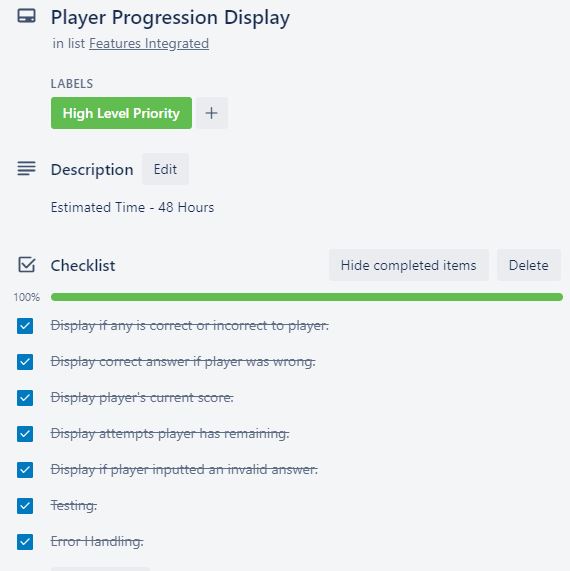 Player Progression Display
in list Features Integrated
LABELS
High Level Priority +
Description Edit
Estimated Time - 48 Hours
Checklist Hide completed items Delete
100%
Display if any is correct or incorrect to player.
Display correct answer if player was wrong.
Display player's current score.
Display attempts player has remaining.
Display if player inputted an invalid answer.
Testing.
Error Handling.